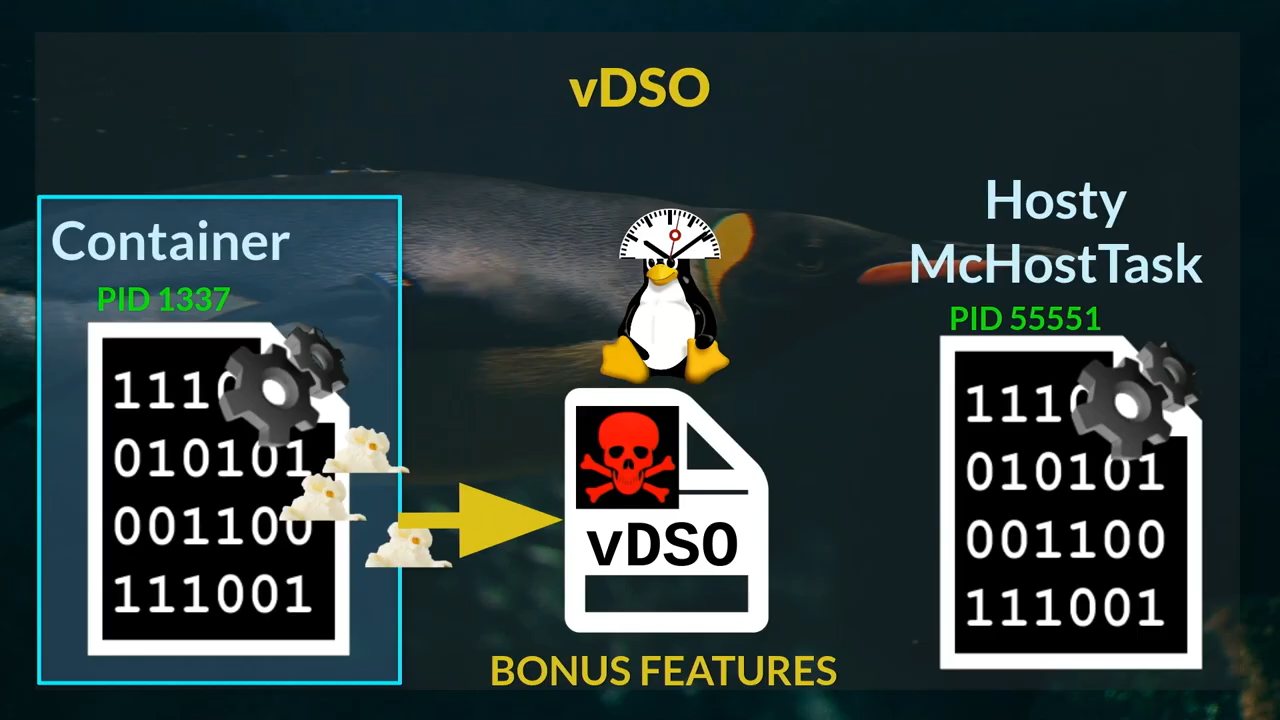 vDSO
Container
PID 1337
1110
010101
001100
111001
vDSO
BONUS FEATURES
Hosty
McHostTask
PID 55551
1110
010101
001100
111001